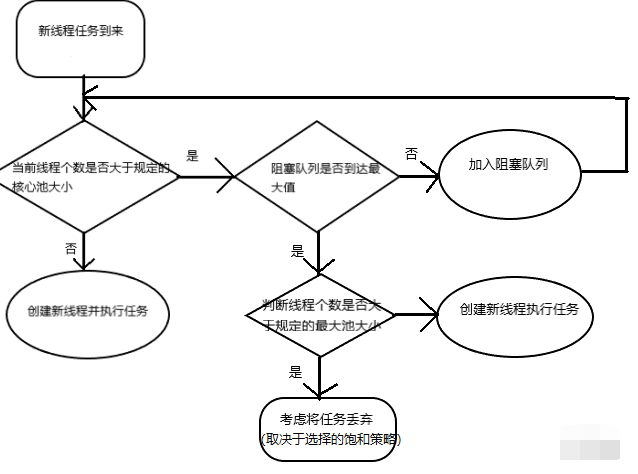 新线程任务到来
当前线程个数是否大于规定的
核心池大小
是
阻塞队列是否到达最
大值
否
加入阻塞队列
否
创建新线程并执行任务
是
判断线程个数是否大
于规定的最大池大小
创建新线程执行任务
是
考虑将任务丢弃
(取决于选择的饱和策略)